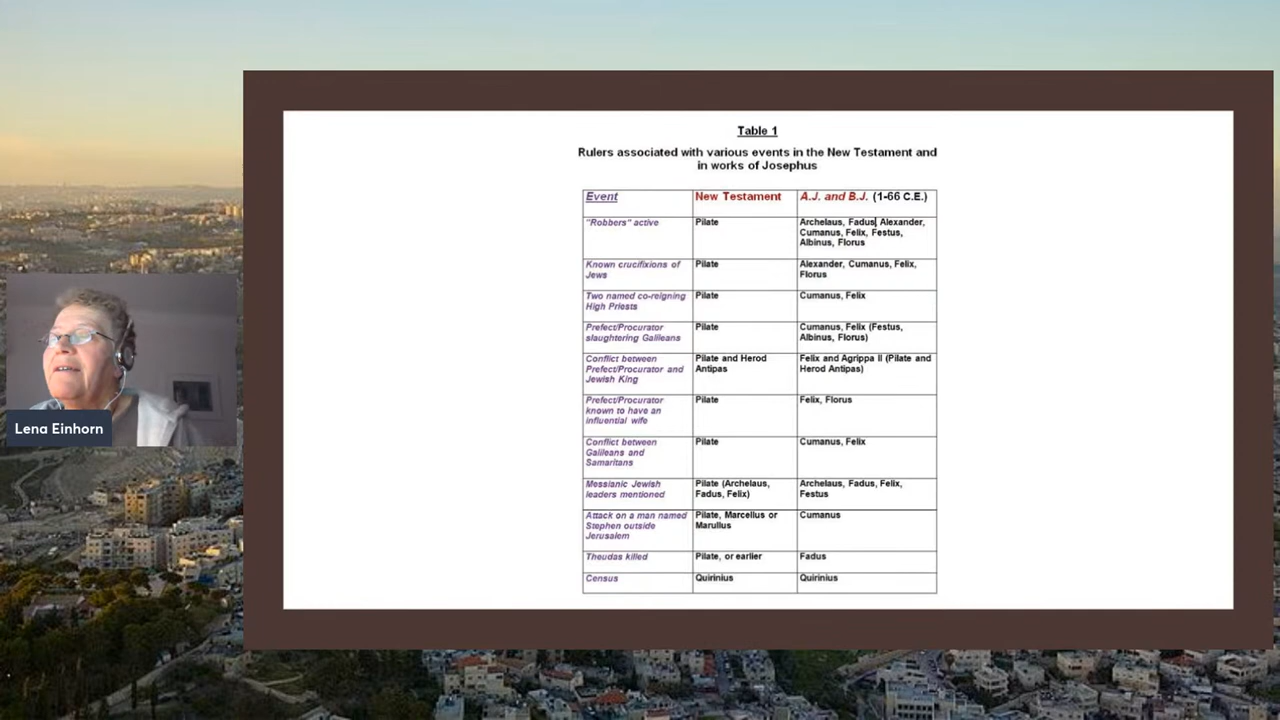 Table 1
Rulers associated with various events in the New Testament and
in works of Josephus
Event New Testament A.J. and B.J. (1-66 C.E.)
"Robbers" active Pilate Archelaus, Fadus, Alexander,
Cumanus, Felix, Festus,
Albinus, Florus
Known crucifixions of Pilate Alexander, Cumanus, Felix,
Jews Florus
Two named co-reigning Pilate Cumanus, Felix
High Priests
Prefect/Procurator Pilate Cumanus, Felix (Festus,
slaughtering Galileans Albinus, Florus)
Conflict between Pilate and Herod Felix and Agrippa II (Pilate and
Prefect/Procurator and Antipas Herod Antipas)
Jewish King
Prefect/Procurator Pilate Felix, Florus
known to have an
influential wife
Conflict between Pilate Cumanus, Felix
Galileans and
Samaritans
Messianic Jewish Pilate (Archelaus, Archelaus, Fadus, Felix,
leaders mentioned Fadus, Felix) Festus
Attack on a man named Pilate, Marcellus or Cumanus
Stephen outside Marullus
Jerusalem
Theudas killed Pilate, or earlier Fadus
Census Quirinius Quirinius
Lena Einhorn